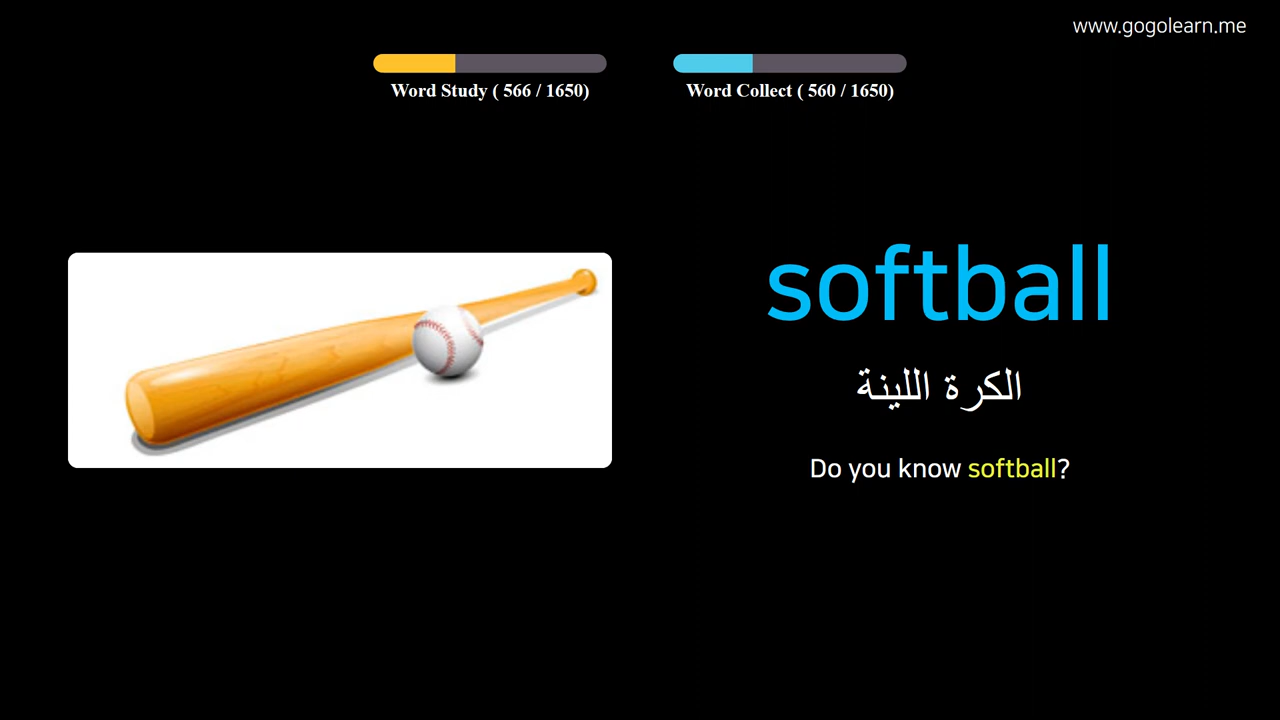 www.gogolearn.me
Word Study ( 566 / 1650)
Word Collect ( 560 / 1650)
softball
الكرة اللينة
Do you know softball?